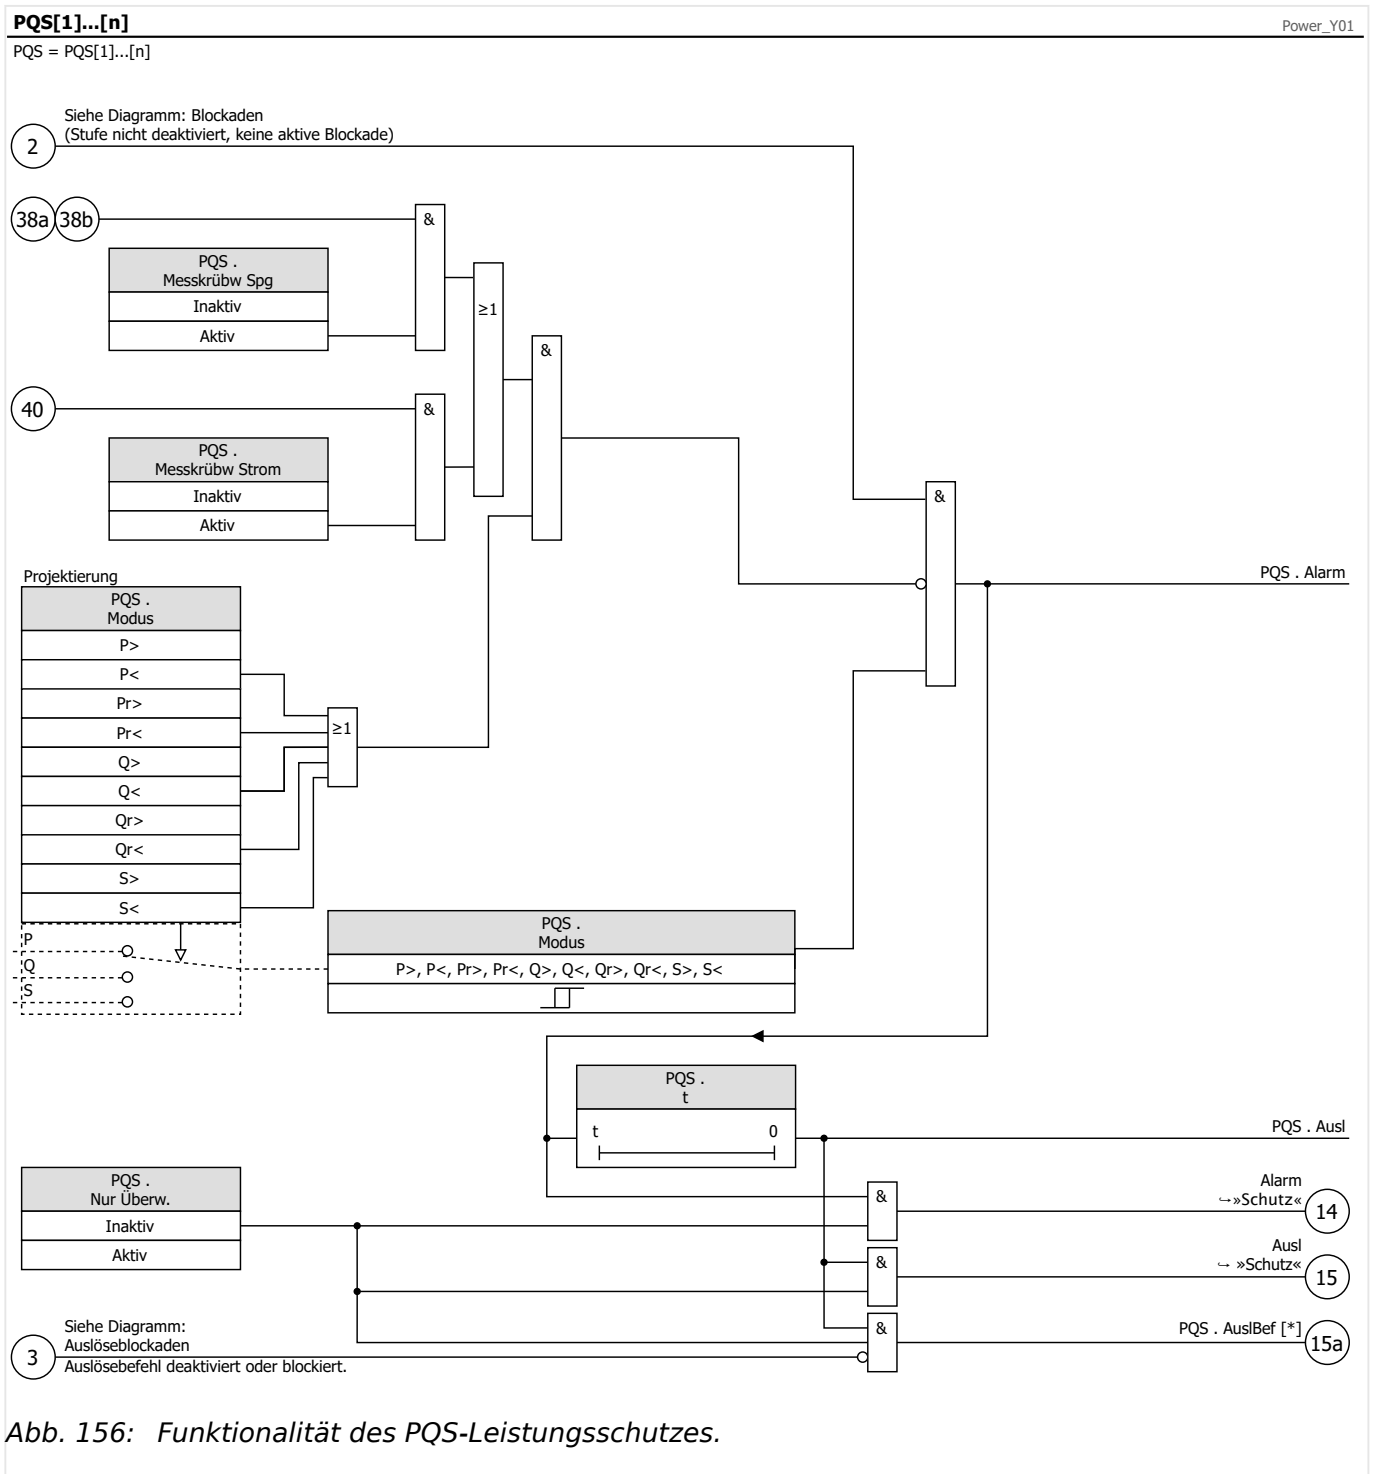 PQS[1]...[n]
Power_Y01
PQS = PQS[1]...[n]
Siehe Diagramm: Blockaden
(Stufe nicht deaktiviert, keine aktive Blockade)
2
38a 38b
&
PQS .
Messkrübw Spg
Inaktiv
Aktiv
≥1
&
40
&
PQS .
Messkrübw Strom
Inaktiv
Aktiv
&
Projektierung
PQS .
Modus
P>
P<
Pr>
Pr<
Q>
Q<
Qr>
Qr<
S>
S<
≥1
PQS . Alarm
P
Q
S
PQS .
Modus
P>, P<, Pr>, Pr<, Q>, Q<, Qr>, Qr<, S>, S<
PQS .
t
t 0
PQS . Ausl
PQS .
Nur Überw.
Inaktiv
Aktiv
&
Alarm
↪»Schutz«
14
&
Ausl
↪ »Schutz«
15
Siehe Diagramm:
Auslöseblockaden
Auslösebefehl deaktiviert oder blockiert.
3
&
PQS . AuslBef [*]
15a
Abb. 156: Funktionalität des PQS-Leistungsschutzes.